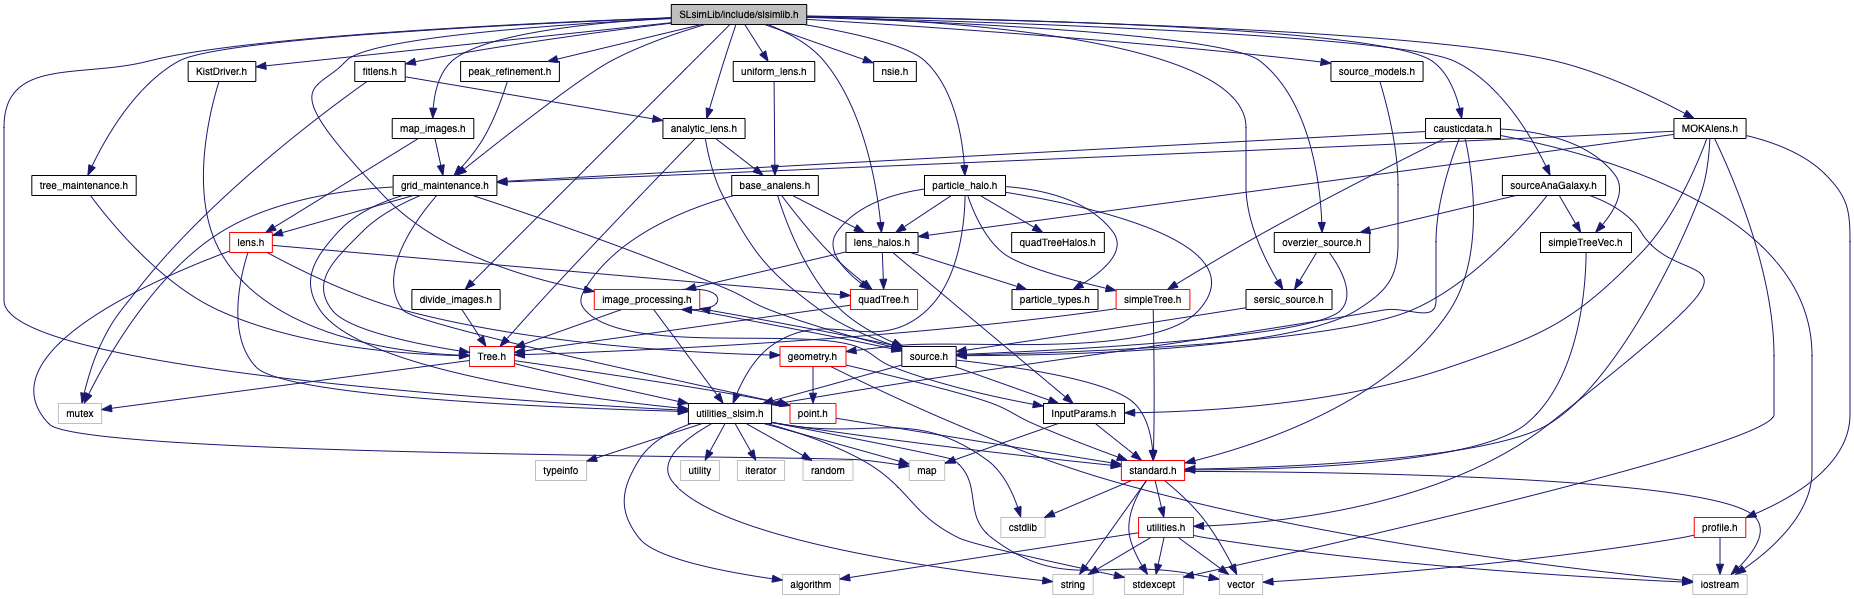 SLsimLib/include/slsimlib.h
KistDriver.h
fitlens.h
peak_refinement.h
uniform_lens.h
nsie.h
source_models.h
map_images.h
analytic_lens.h
causticdata.h
MOKAlens.h
tree_maintenance.h
grid_maintenance.h
base_analens.h
particle_halo.h
sourceAnaGalaxy.h
lens.h
lens_halos.h
quadTreeHalos.h
overzier_source.h
simpleTreeVec.h
divide_images.h
image_processing.h
quadTree.h
particle_types.h
simpleTree.h
sersic_source.h
Tree.h
geometry.h
source.h
mutex
utilities_slsim.h
point.h
InputParams.h
typeinfo
utility
iterator
random
map
standard.h
cstdlib
utilities.h
profile.h
algorithm
string
stdexcept
vector
iostream